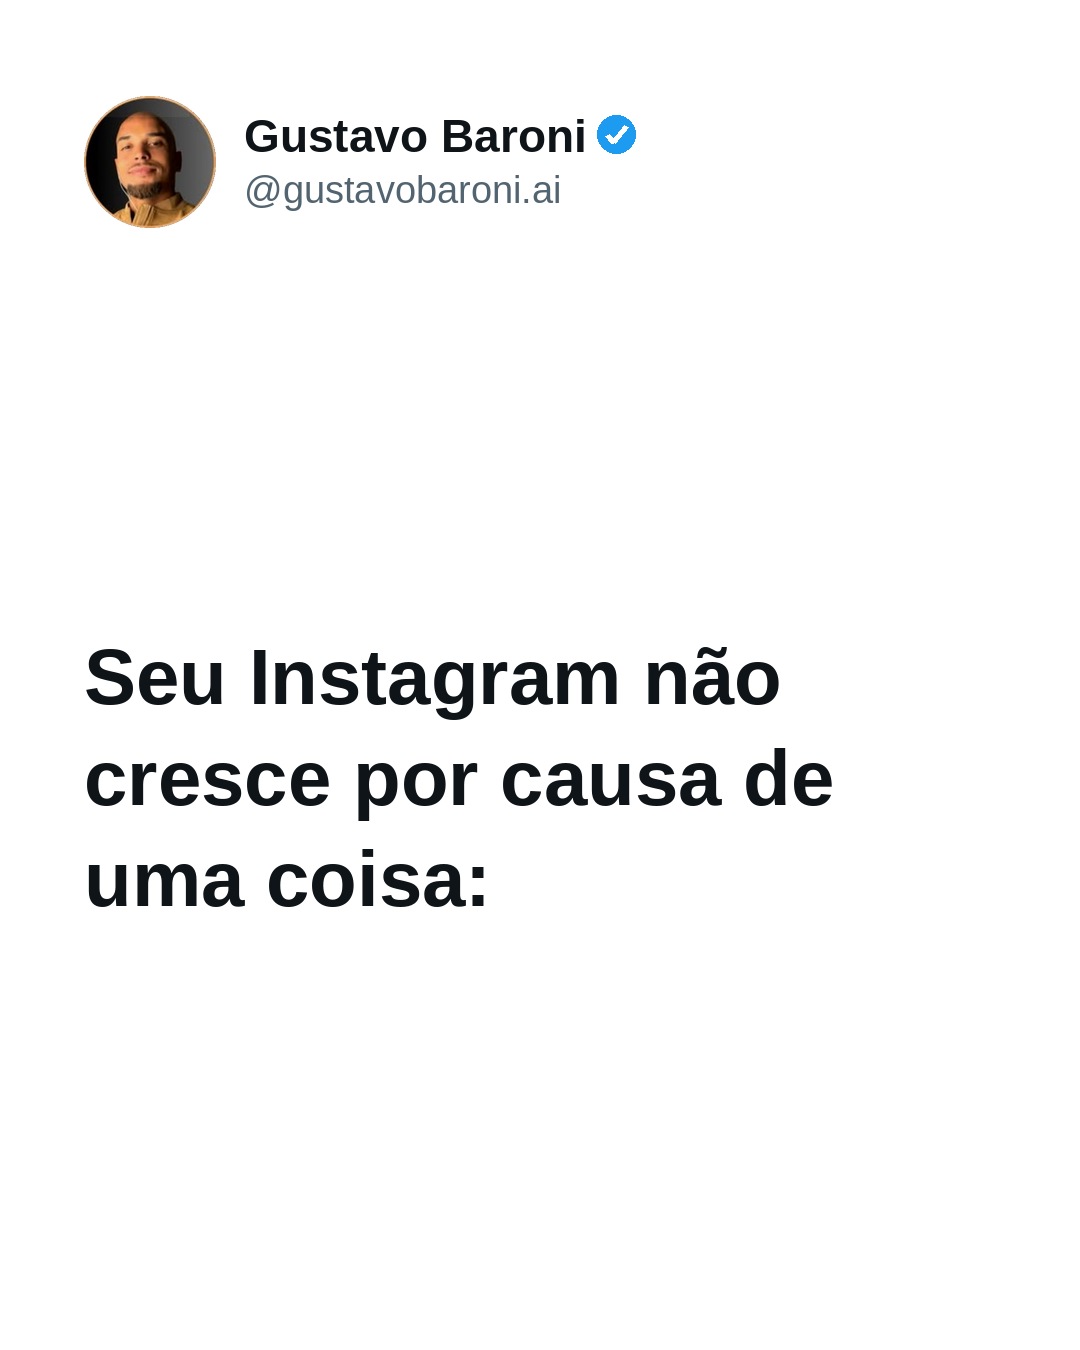 Gustavo Baroni
@gustavobaroni.ai
Seu Instagram não
cresce por causa de
uma coisa: